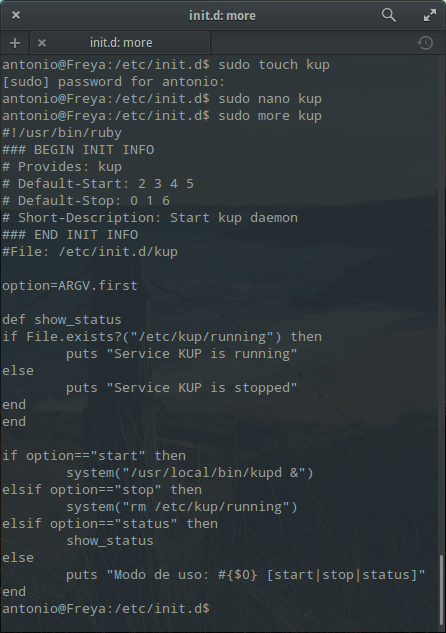 init.d: more
init.d: more
antonio@Freya:/etc/init.d$ sudo touch kup
[sudo] password for antonio:
antonio@Freya:/etc/init.d$ sudo nano kup
antonio@Freya:/etc/init.d$ sudo more kup
#!/usr/bin/ruby
### BEGIN INIT INFO
# Provides: kup
# Default-Start: 2 3 4 5
# Default-Stop: 0 1 6
# Short-Description: Start kup daemon
### END INIT INFO
#File: /etc/init.d/kup

option=ARGV.first

def show_status
if File.exists?("/etc/kup/running") then
        puts "Service KUP is running"
else
        puts "Service KUP is stopped"
end
end

if option=="start" then
        system("/usr/local/bin/kupd &")
elsif option=="stop" then
        system("rm /etc/kup/running")
elsif option=="status" then
        show_status
else
        puts "Modo de uso: #{$0} [start|stop|status]"
end
antonio@Freya:/etc/init.d$